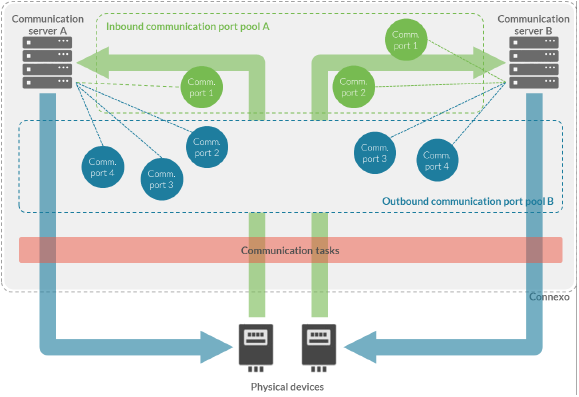 Communication
server A
Inbound communication port pool A
Communication
server B
Comm.
port 1
Comm.
port 1
Comm.
port 2
Comm.
port 2
Comm.
port 3
Comm.
port 4
Comm.
port 3
Comm.
port 4
Outbound communication port pool B
Communication tasks
Connexo
Physical devices